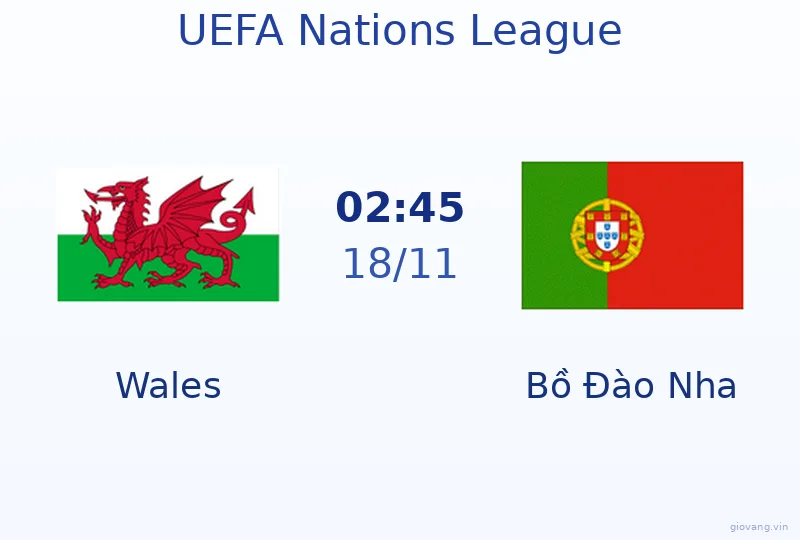 UEFA Nations League
02:45
18/11
Wales
Bồ Đào Nha
giovang.vin